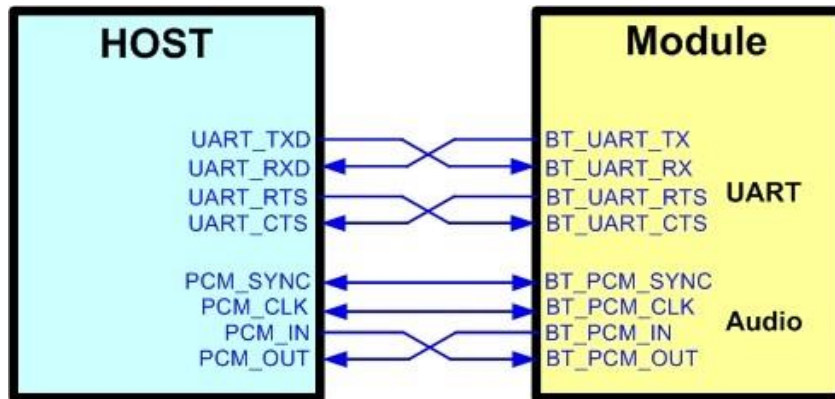 HOST
UART_TXD
UART_RXD
UART_RTS
UART_CTS
PCM_SYNC
PCM_CLK
PCM_IN
PCM_OUT
Module
BT_UART_TX
BT_UART_RX
BT_UART_RTS
BT_UART_CTS
UART
BT_PCM_SYNC
BT_PCM_CLK
BT_PCM_IN
BT_PCM_OUT
Audio